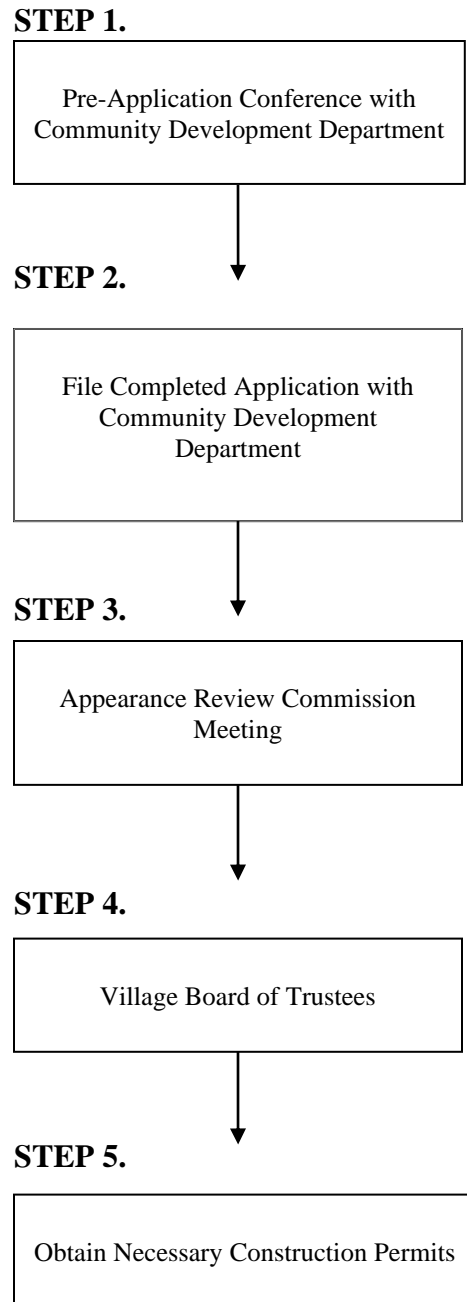 STEP 1.
Pre-Application Conference with
Community Development Department
STEP 2.
File Completed Application with
Community Development
Department
STEP 3.
Appearance Review Commission
Meeting
STEP 4.
Village Board of Trustees
STEP 5.
Obtain Necessary Construction Permits